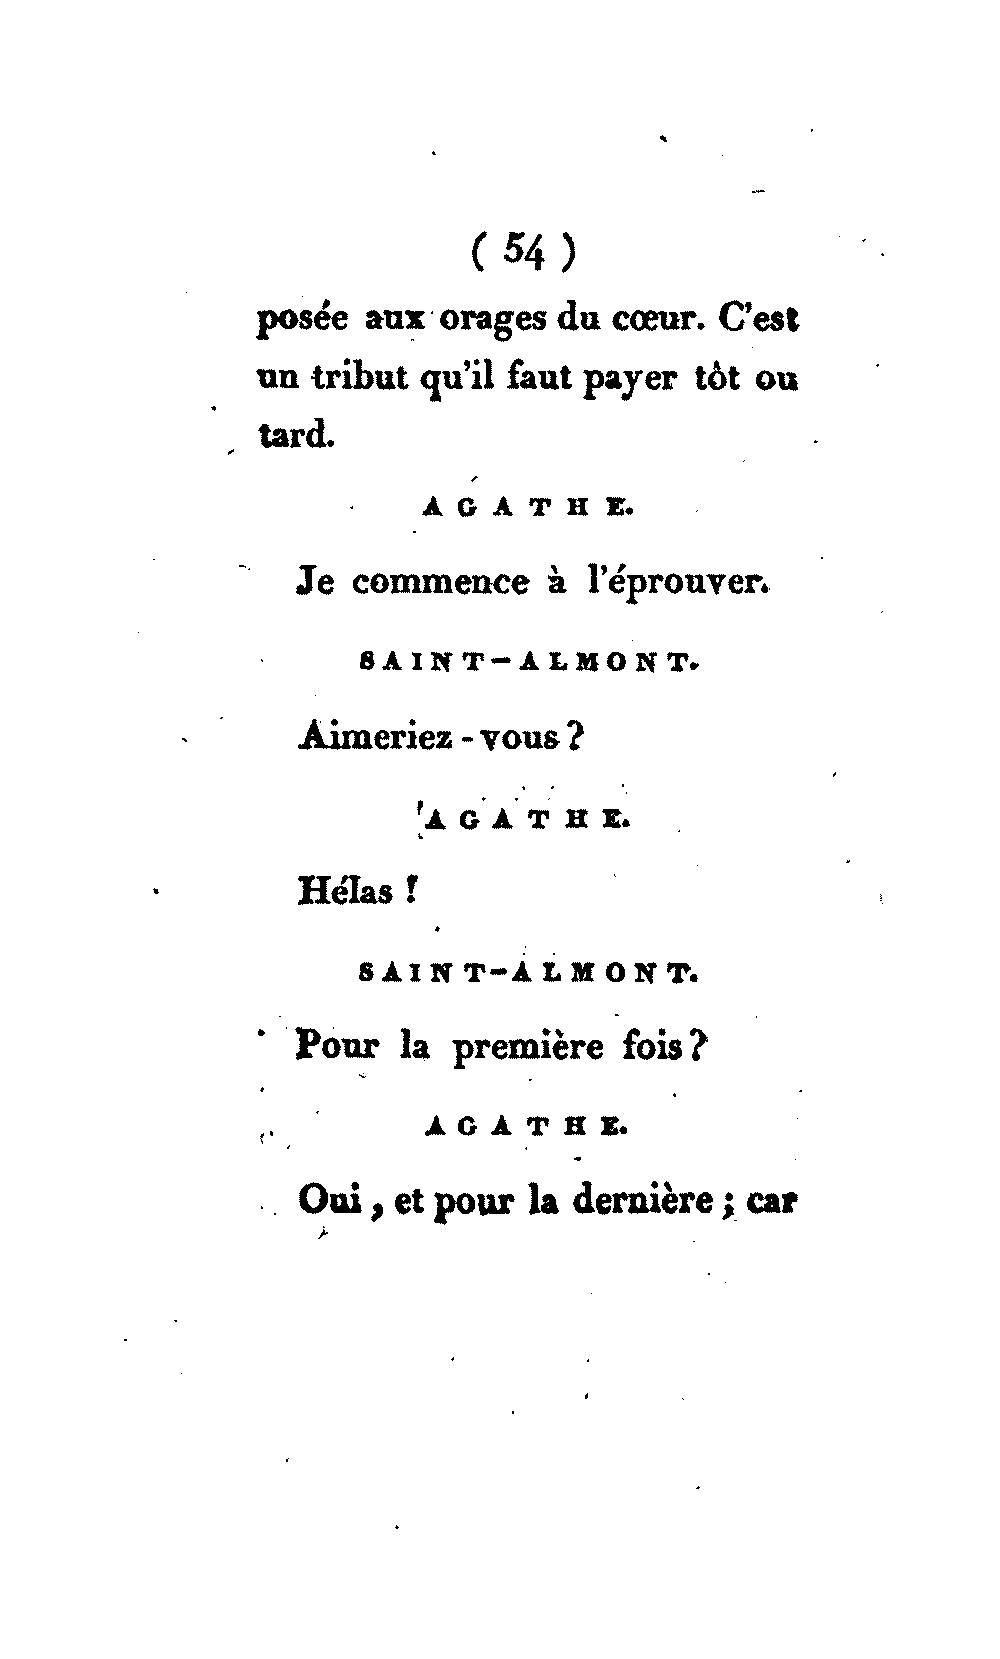 ( 54 )
posée aux orages du cœur. C'est
un tribut qu'il faut payer tôt ou
tard.
AGATHE.
Je commence à l'éprouver.
SAINT-ALMONT.
Aimeriez-vous ?
AGATHE.
Hélas !
SAINT-ALMONT.
Pour la première fois ?
AGATHE.
Oui, et pour la dernière ; car